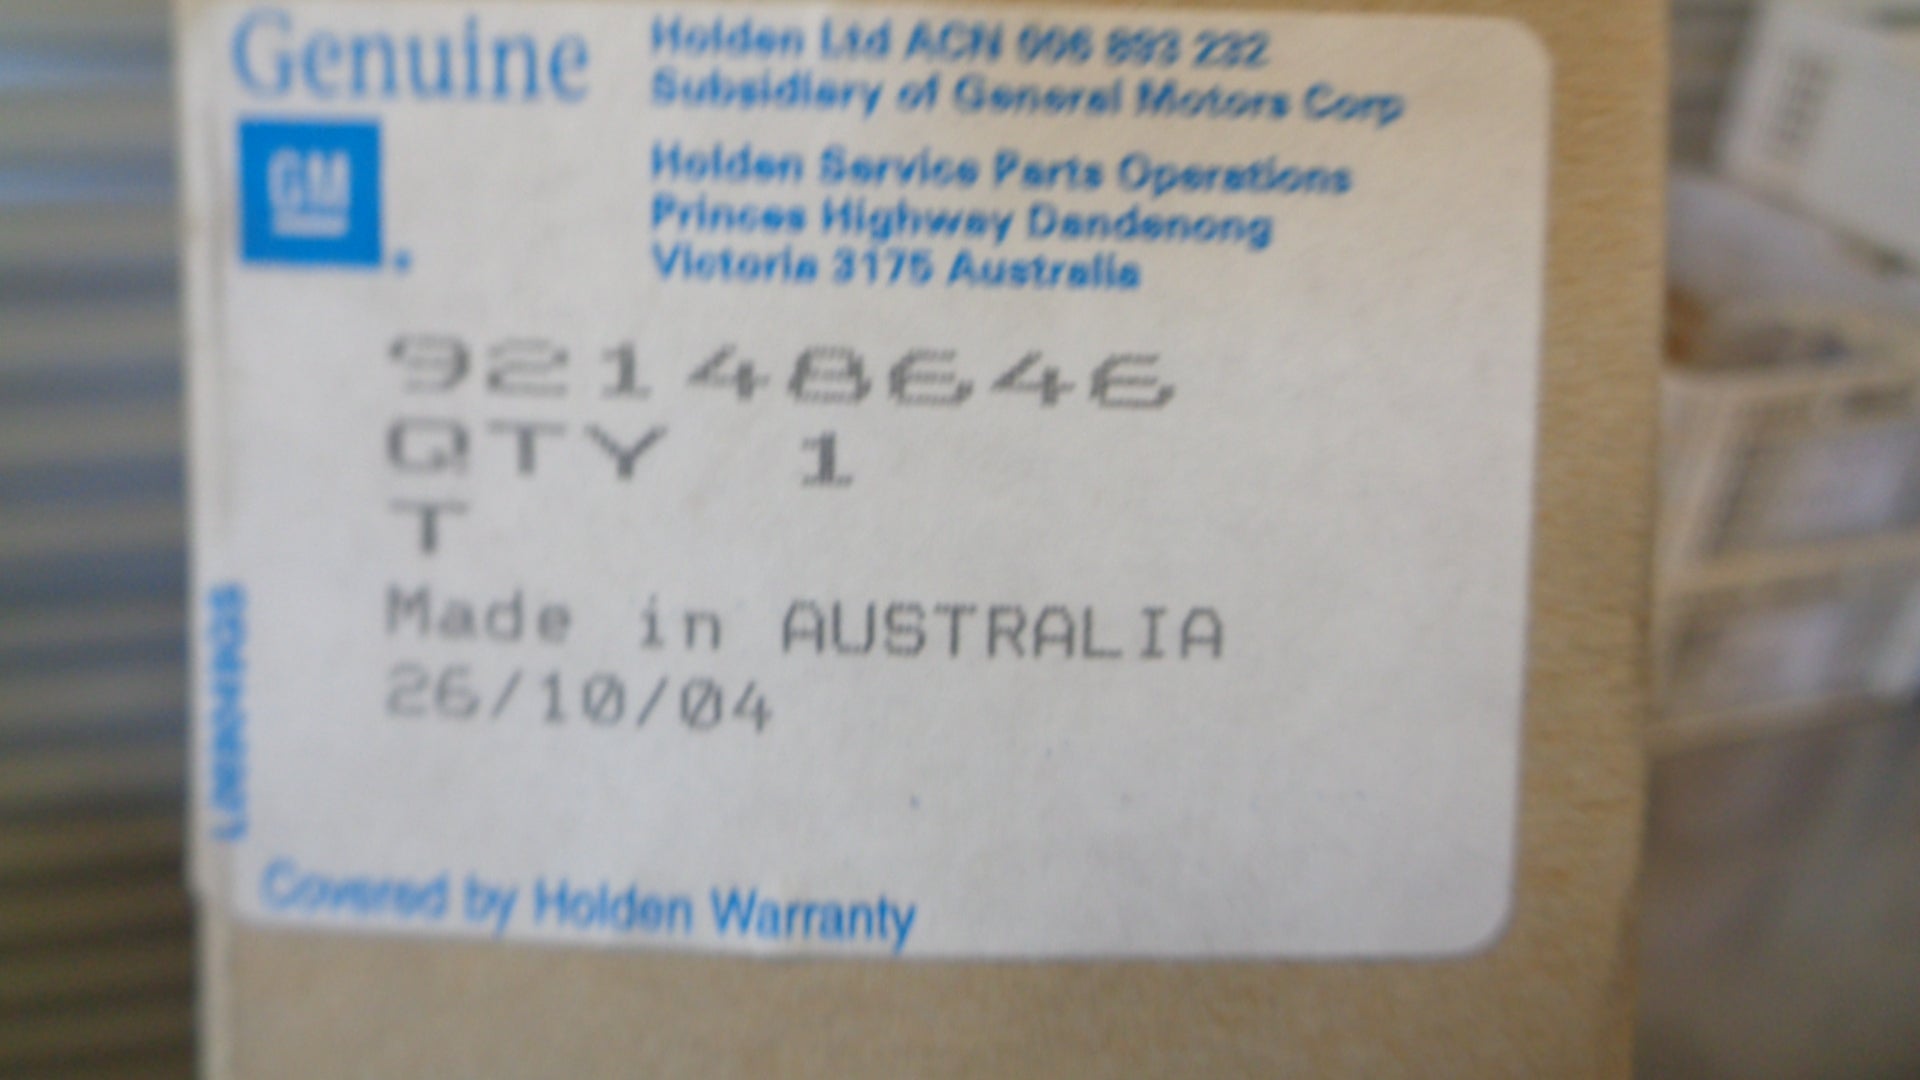 Genuine
GM
Holden Ltd ACN 006 893 232
Subsidiary of General Motors Corp
Holden Service Parts Operations
Princes Highway Dandenong
Victoria 3175 Australia
92148646
QTY 1
T
Made in AUSTRALIA
26/10/04
Covered by Holden Warranty